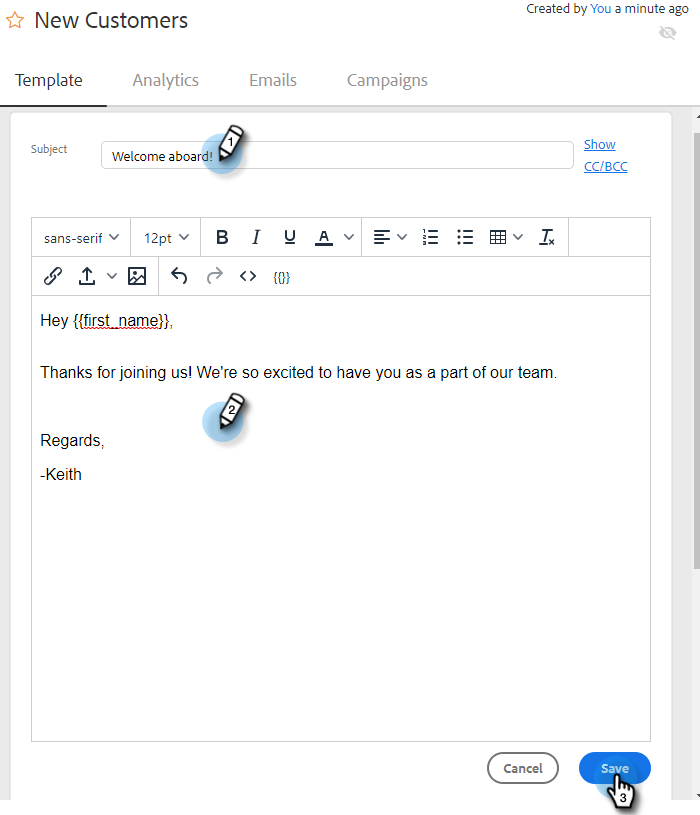 New Customers
Created by You a minute ago
Template Analytics Emails Campaigns
Subject
Welcome aboard!
1
Show
CC/BCC
sans-serif 12pt B I U A
<> {{}}
Hey {{first_name}},
Thanks for joining us! We're so excited to have you as a part of our team.
2
Regards,
-Keith
Cancel Save
3